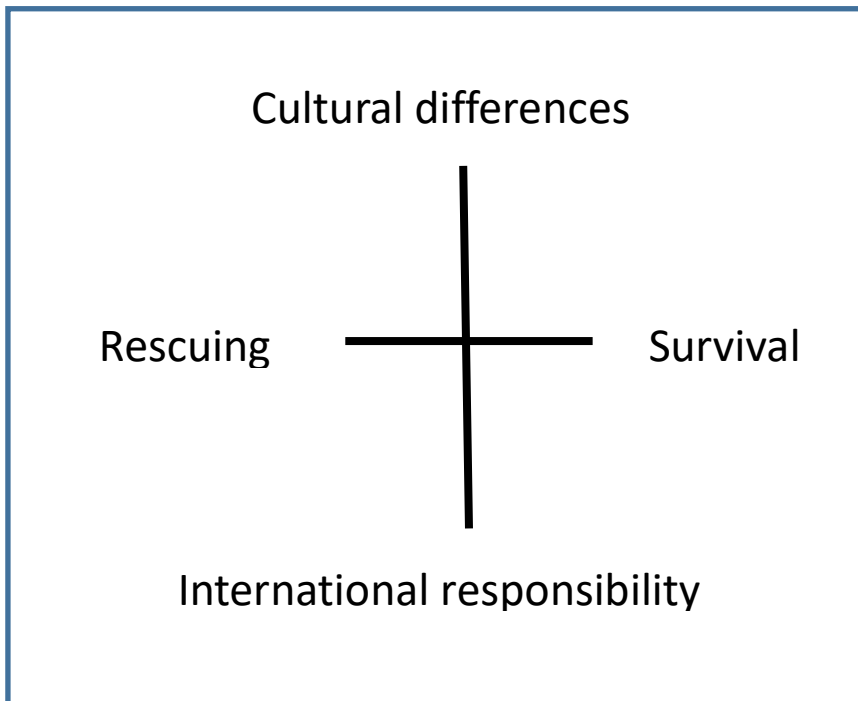 Cultural differences
Rescuing Survival
International responsibility